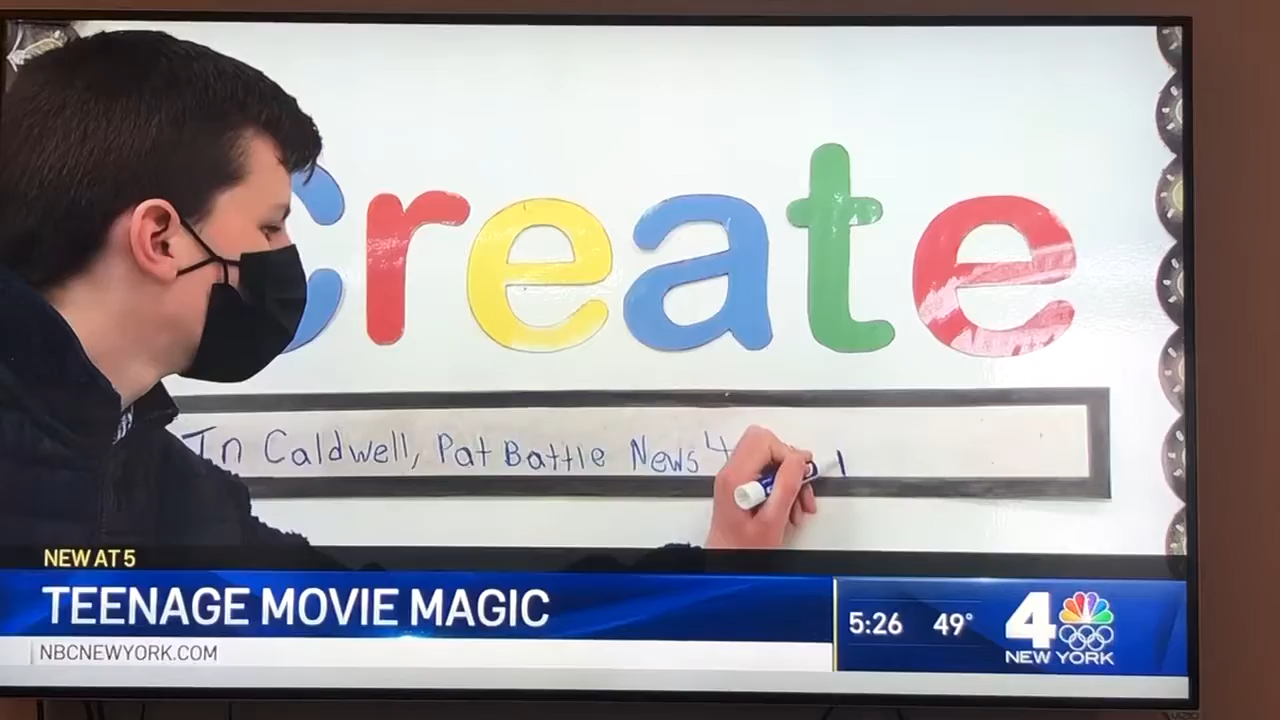 Create
In Caldwell, Pat Battle News 4
NEW AT 5
TEENAGE MOVIE MAGIC
5:26 49°
4
NEW YORK
NBCNEWYORK.COM